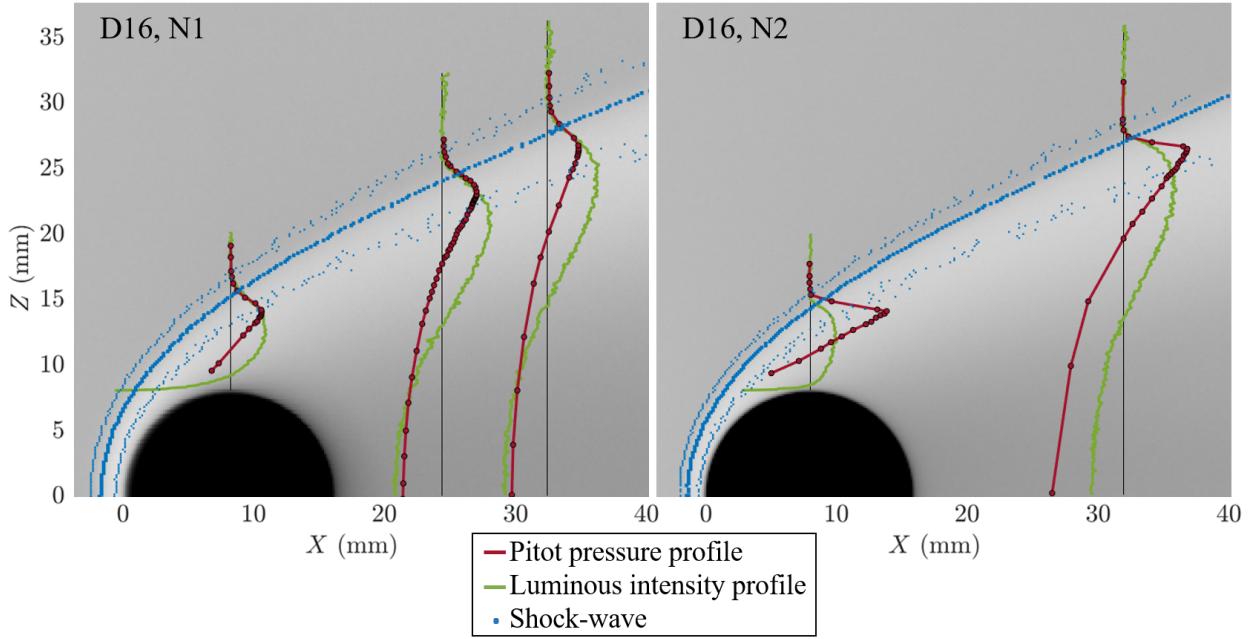 D16, N1
D16, N2
35
30
25
20
15
10
5
0
Z (mm)
0 10 20 30 40
0 10 20 30 40
X (mm)
X (mm)
Pitot pressure profile
Luminous intensity profile
Shock-wave